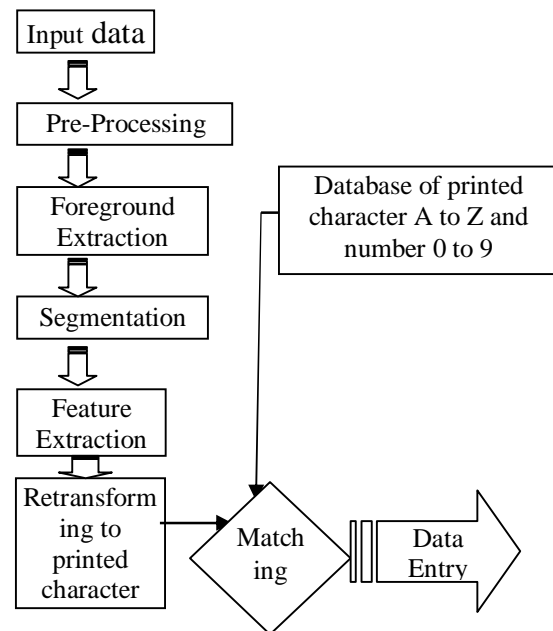 Input data
Pre-Processing
Foreground
Extraction
Segmentation
Feature
Extraction
Retransform
ing to
printed
character
Database of printed
character A to Z and
number 0 to 9
Match
ing
Data
Entry